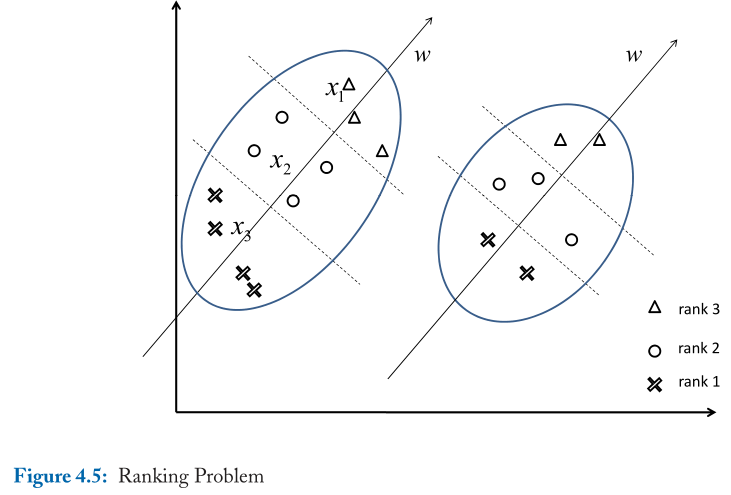 w
w
x1
x2
x3
rank 3
rank 2
rank 1
Figure 4.5: Ranking Problem